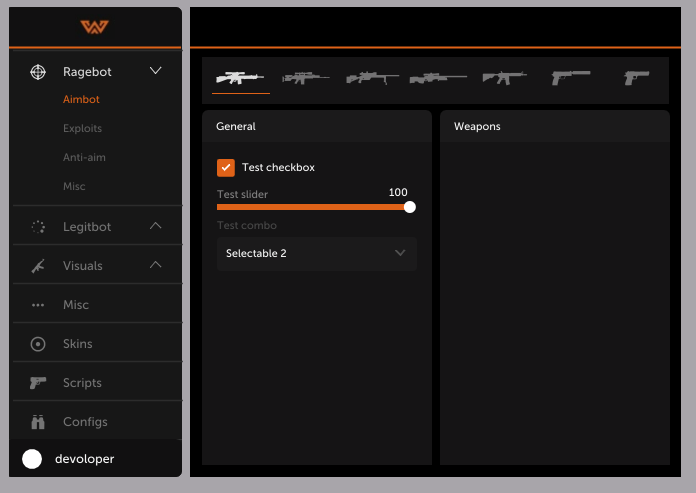 Ragebot
Aimbot
Exploits
Anti-aim
Misc
Legitbot
Visuals
Misc
Skins
Scripts
Configs
devoloper
General
Test checkbox
Test slider 100
Test combo
Selectable 2
Weapons